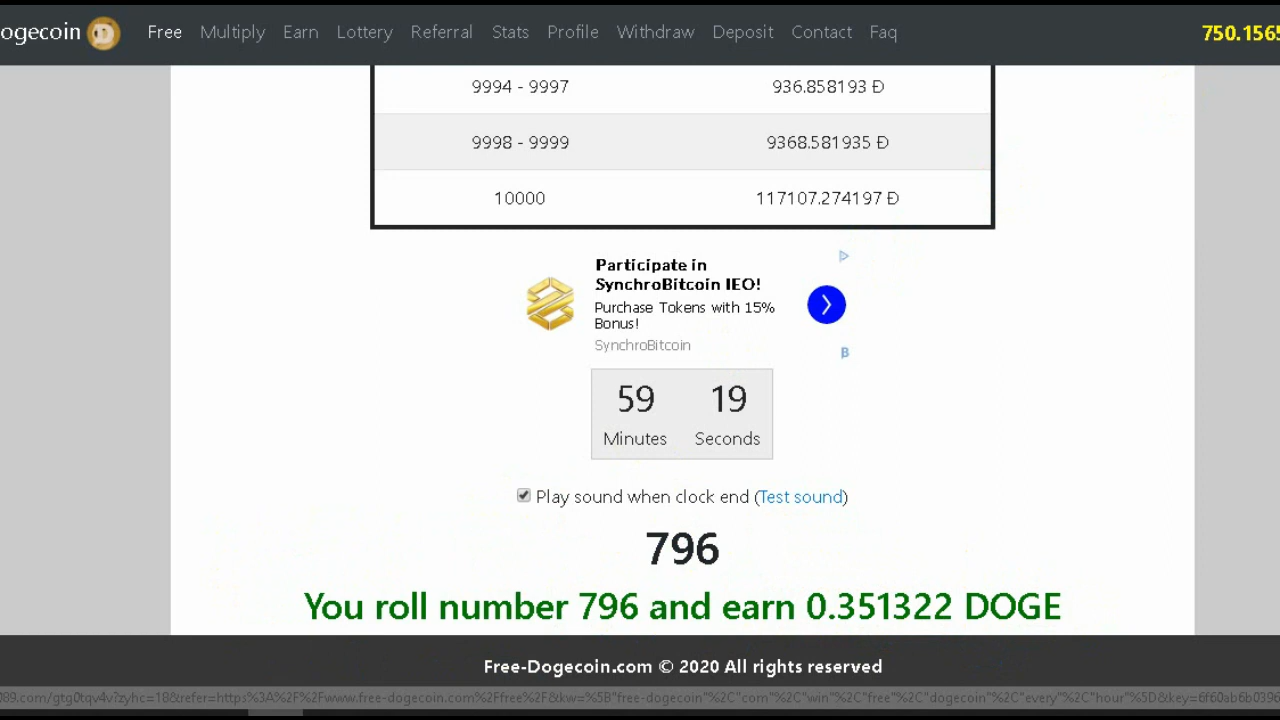 ogecoin Free Multiply Earn Lottery Referral Stats Profile Withdraw Deposit Contact Faq 750.1565
9994 - 9997 936.858193 Ð
9998 - 9999 9368.581935 Ð
10000 117107.274197 Ð
Participate in
SynchroBitcoin IEO!
Purchase Tokens with 15%
Bonus!
SynchroBitcoin
59 19
Minutes Seconds
Play sound when clock end (Test sound)
796
You roll number 796 and earn 0.351322 DOGE
Free-Dogecoin.com © 2020 All rights reserved